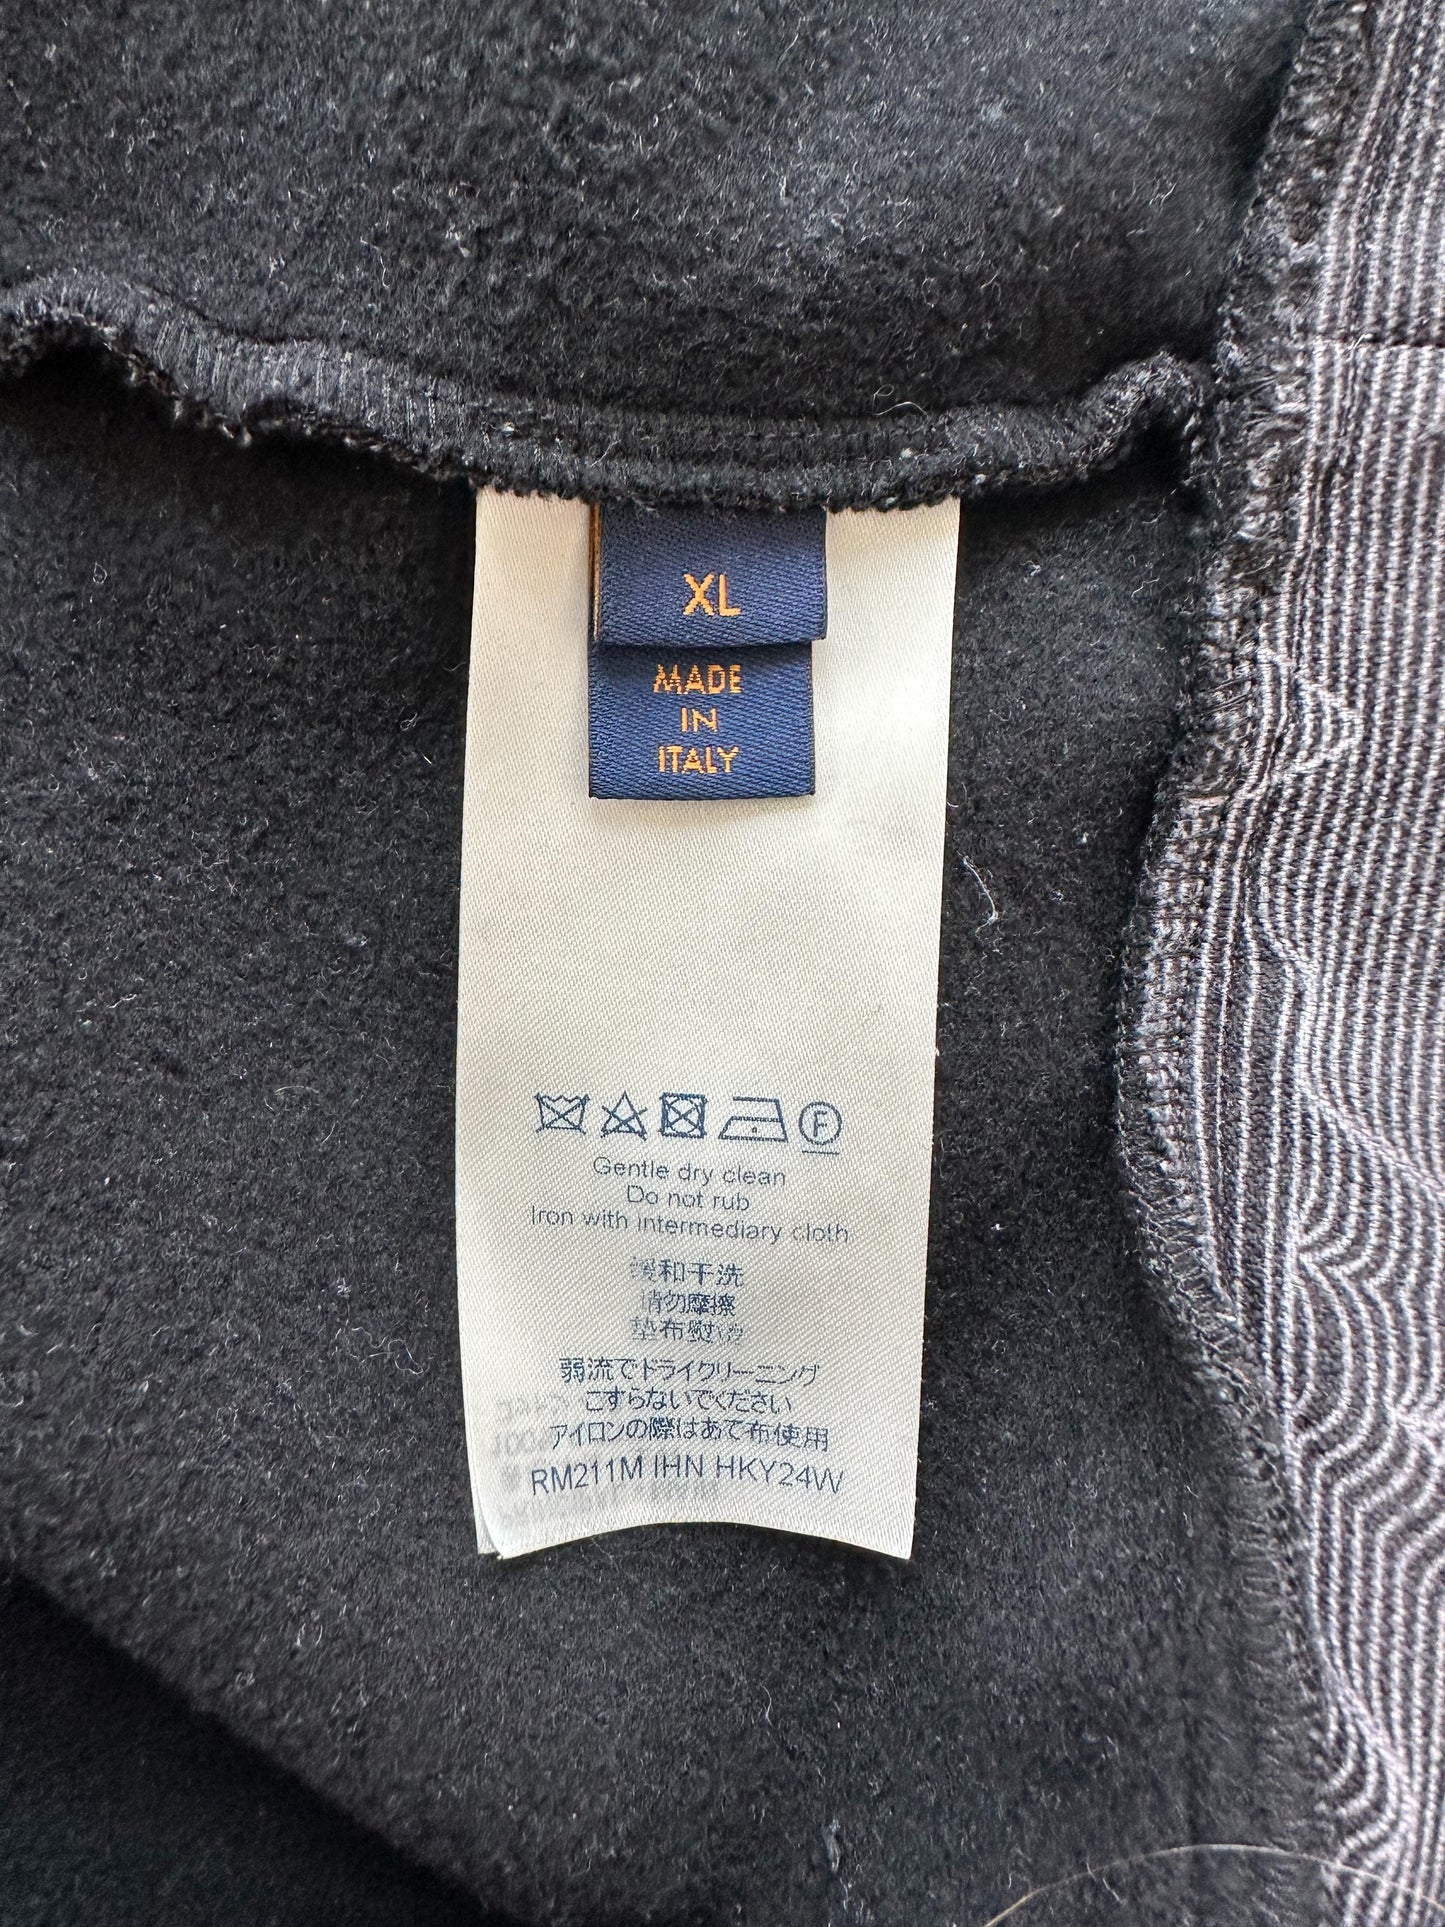 XL
MADE
IN
ITALY
F
Gentle dry clean
Do not rub
Iron with intermediary cloth
缓和干洗
请勿摩擦
垫布熨烫
弱流でドライクリーニング
こすらないでください
アイロンの際はあて布使用
RM211M IHN HKY24W